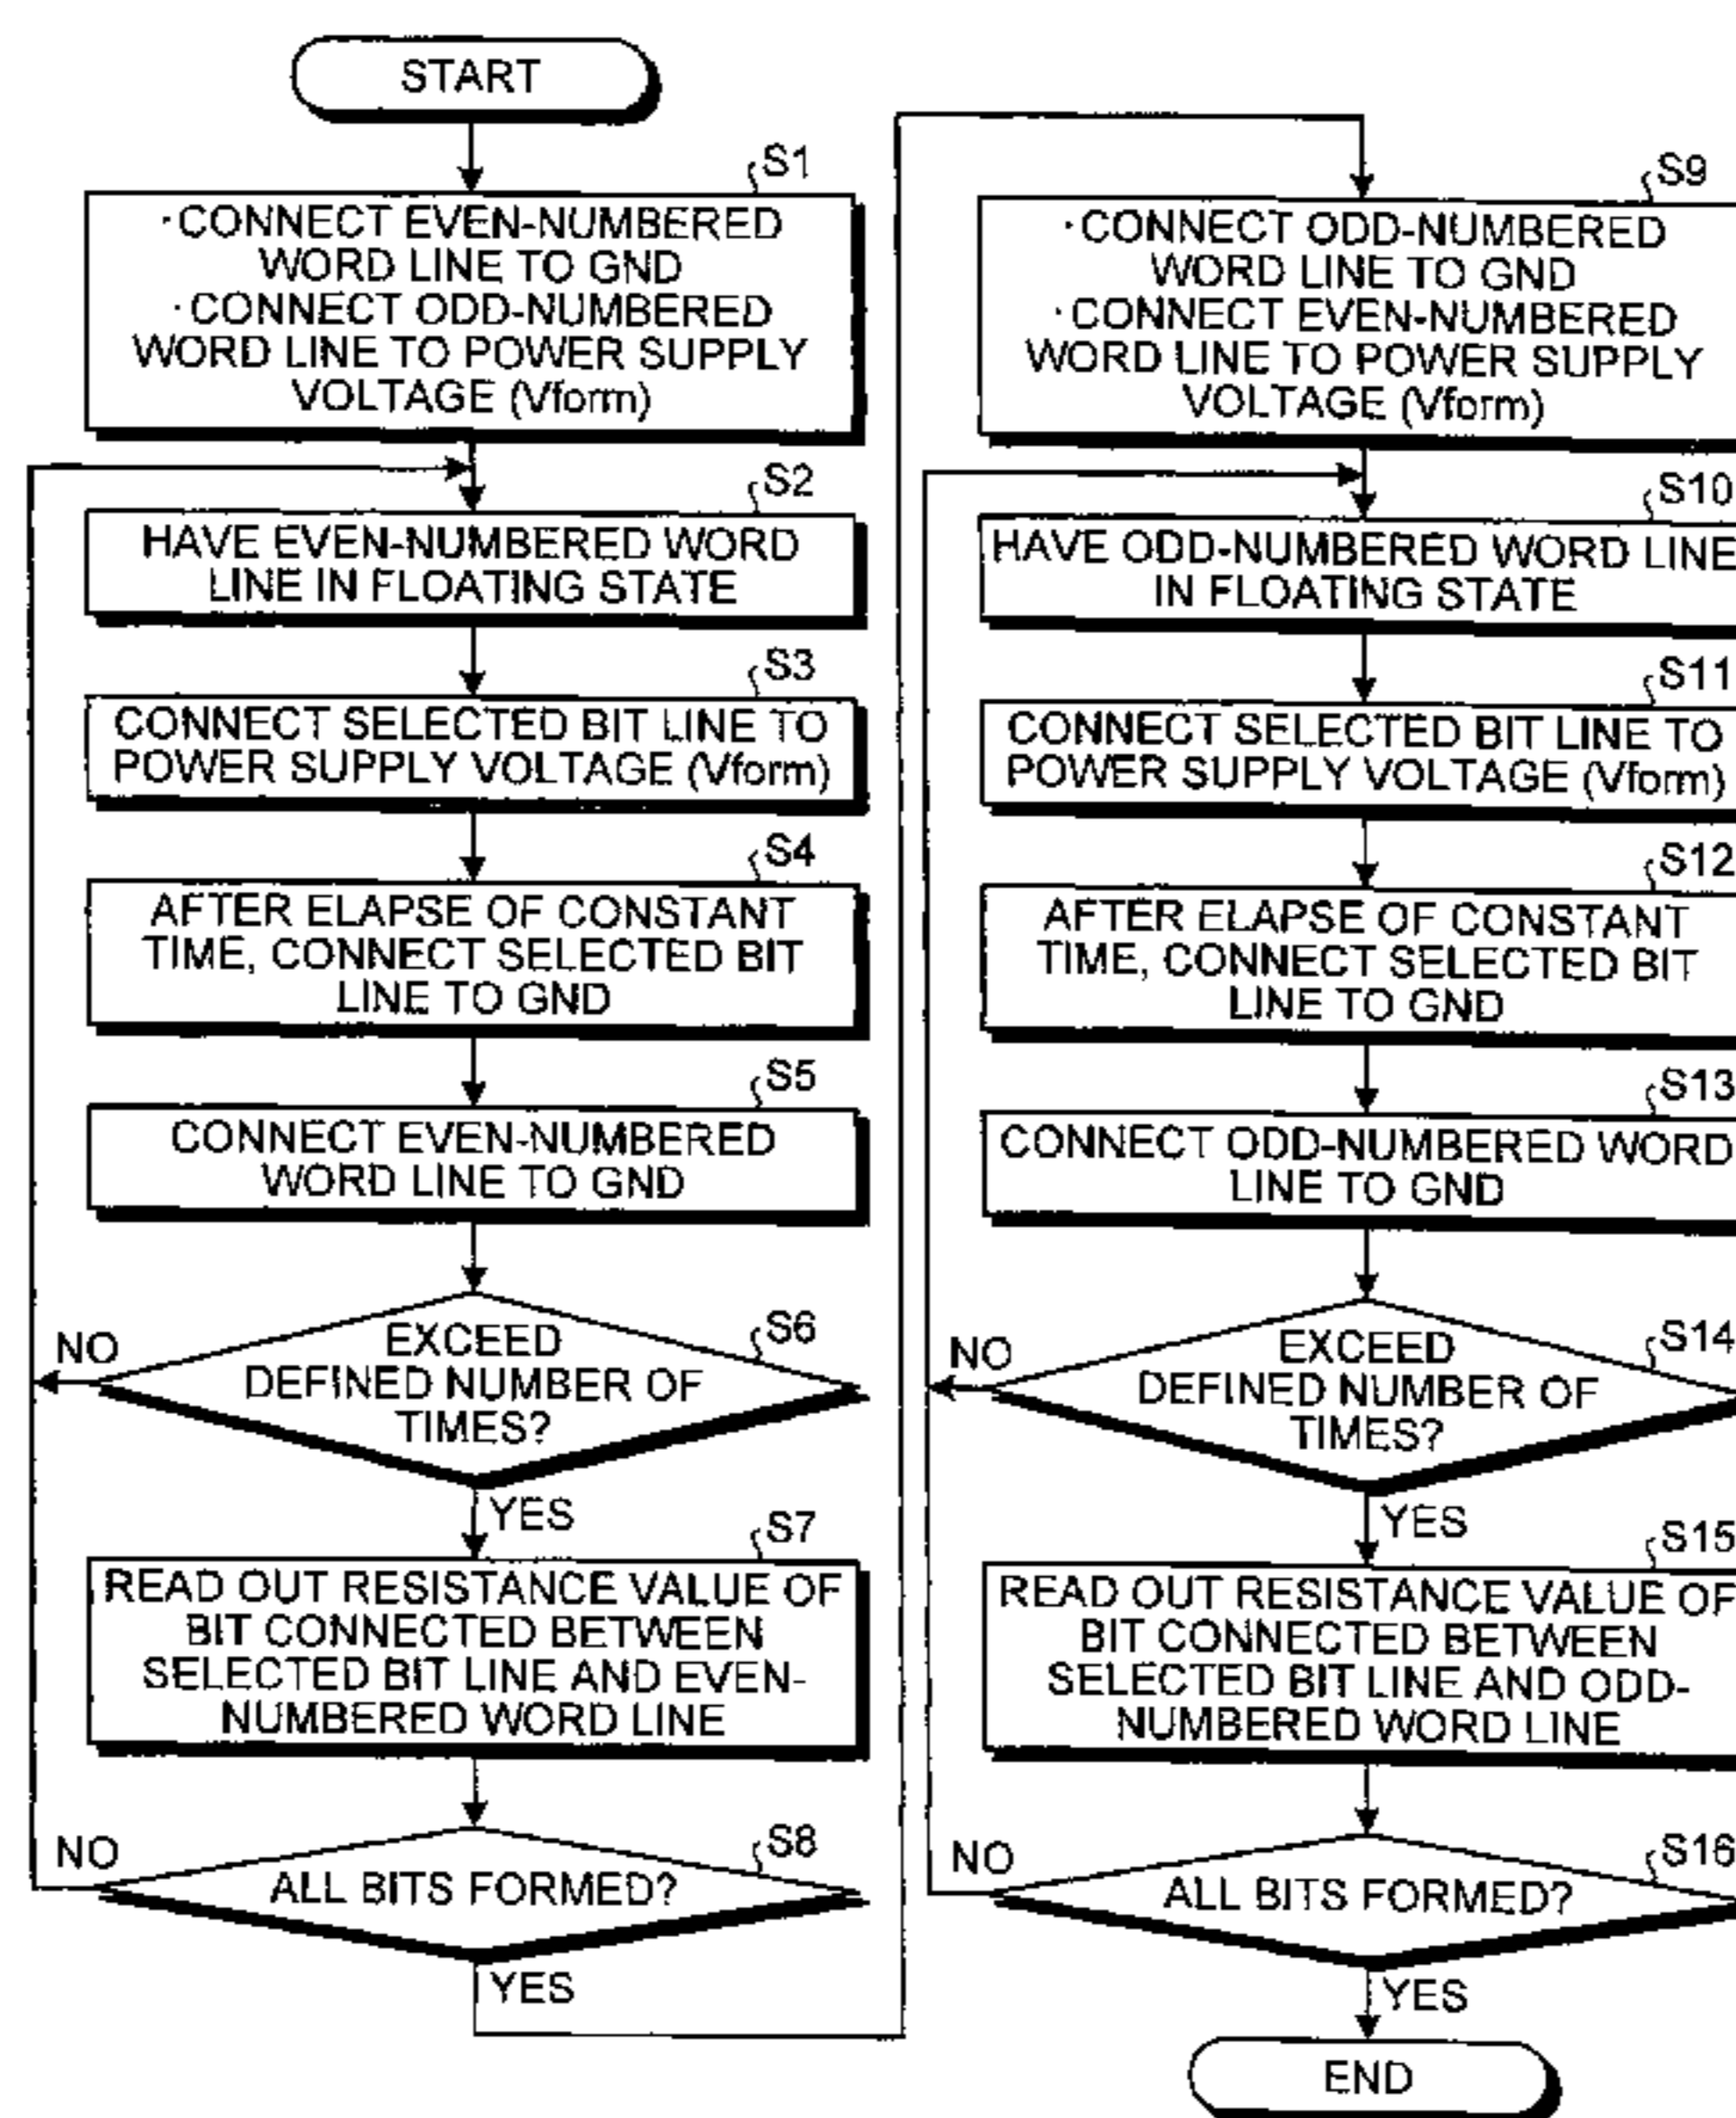 START
S1
·CONNECT EVEN-NUMBERED
WORD LINE TO GND
·CONNECT ODD-NUMBERED
WORD LINE TO POWER SUPPLY
VOLTAGE (Vform)
S2
HAVE EVEN-NUMBERED WORD
LINE IN FLOATING STATE
S3
CONNECT SELECTED BIT LINE TO
POWER SUPPLY VOLTAGE (Vform)
S4
AFTER ELAPSE OF CONSTANT
TIME, CONNECT SELECTED BIT
LINE TO GND
S5
CONNECT EVEN-NUMBERED
WORD LINE TO GND
S6
NO
EXCEED
DEFINED NUMBER OF
TIMES?
YES
S7
READ OUT RESISTANCE VALUE OF
BIT CONNECTED BETWEEN
SELECTED BIT LINE AND EVEN-
NUMBERED WORD LINE
S8
NO
ALL BITS FORMED?
YES
S9
·CONNECT ODD-NUMBERED
WORD LINE TO GND
·CONNECT EVEN-NUMBERED
WORD LINE TO POWER SUPPLY
VOLTAGE (Vform)
S10
HAVE ODD-NUMBERED WORD LINE
IN FLOATING STATE
S11
CONNECT SELECTED BIT LINE TO
POWER SUPPLY VOLTAGE (Vform)
S12
AFTER ELAPSE OF CONSTANT
TIME, CONNECT SELECTED BIT
LINE TO GND
S13
CONNECT ODD-NUMBERED WORD
LINE TO GND
S14
NO
EXCEED
DEFINED NUMBER OF
TIMES?
YES
S15
READ OUT RESISTANCE VALUE OF
BIT CONNECTED BETWEEN
SELECTED BIT LINE AND ODD-
NUMBERED WORD LINE
S16
NO
ALL BITS FORMED?
YES
END